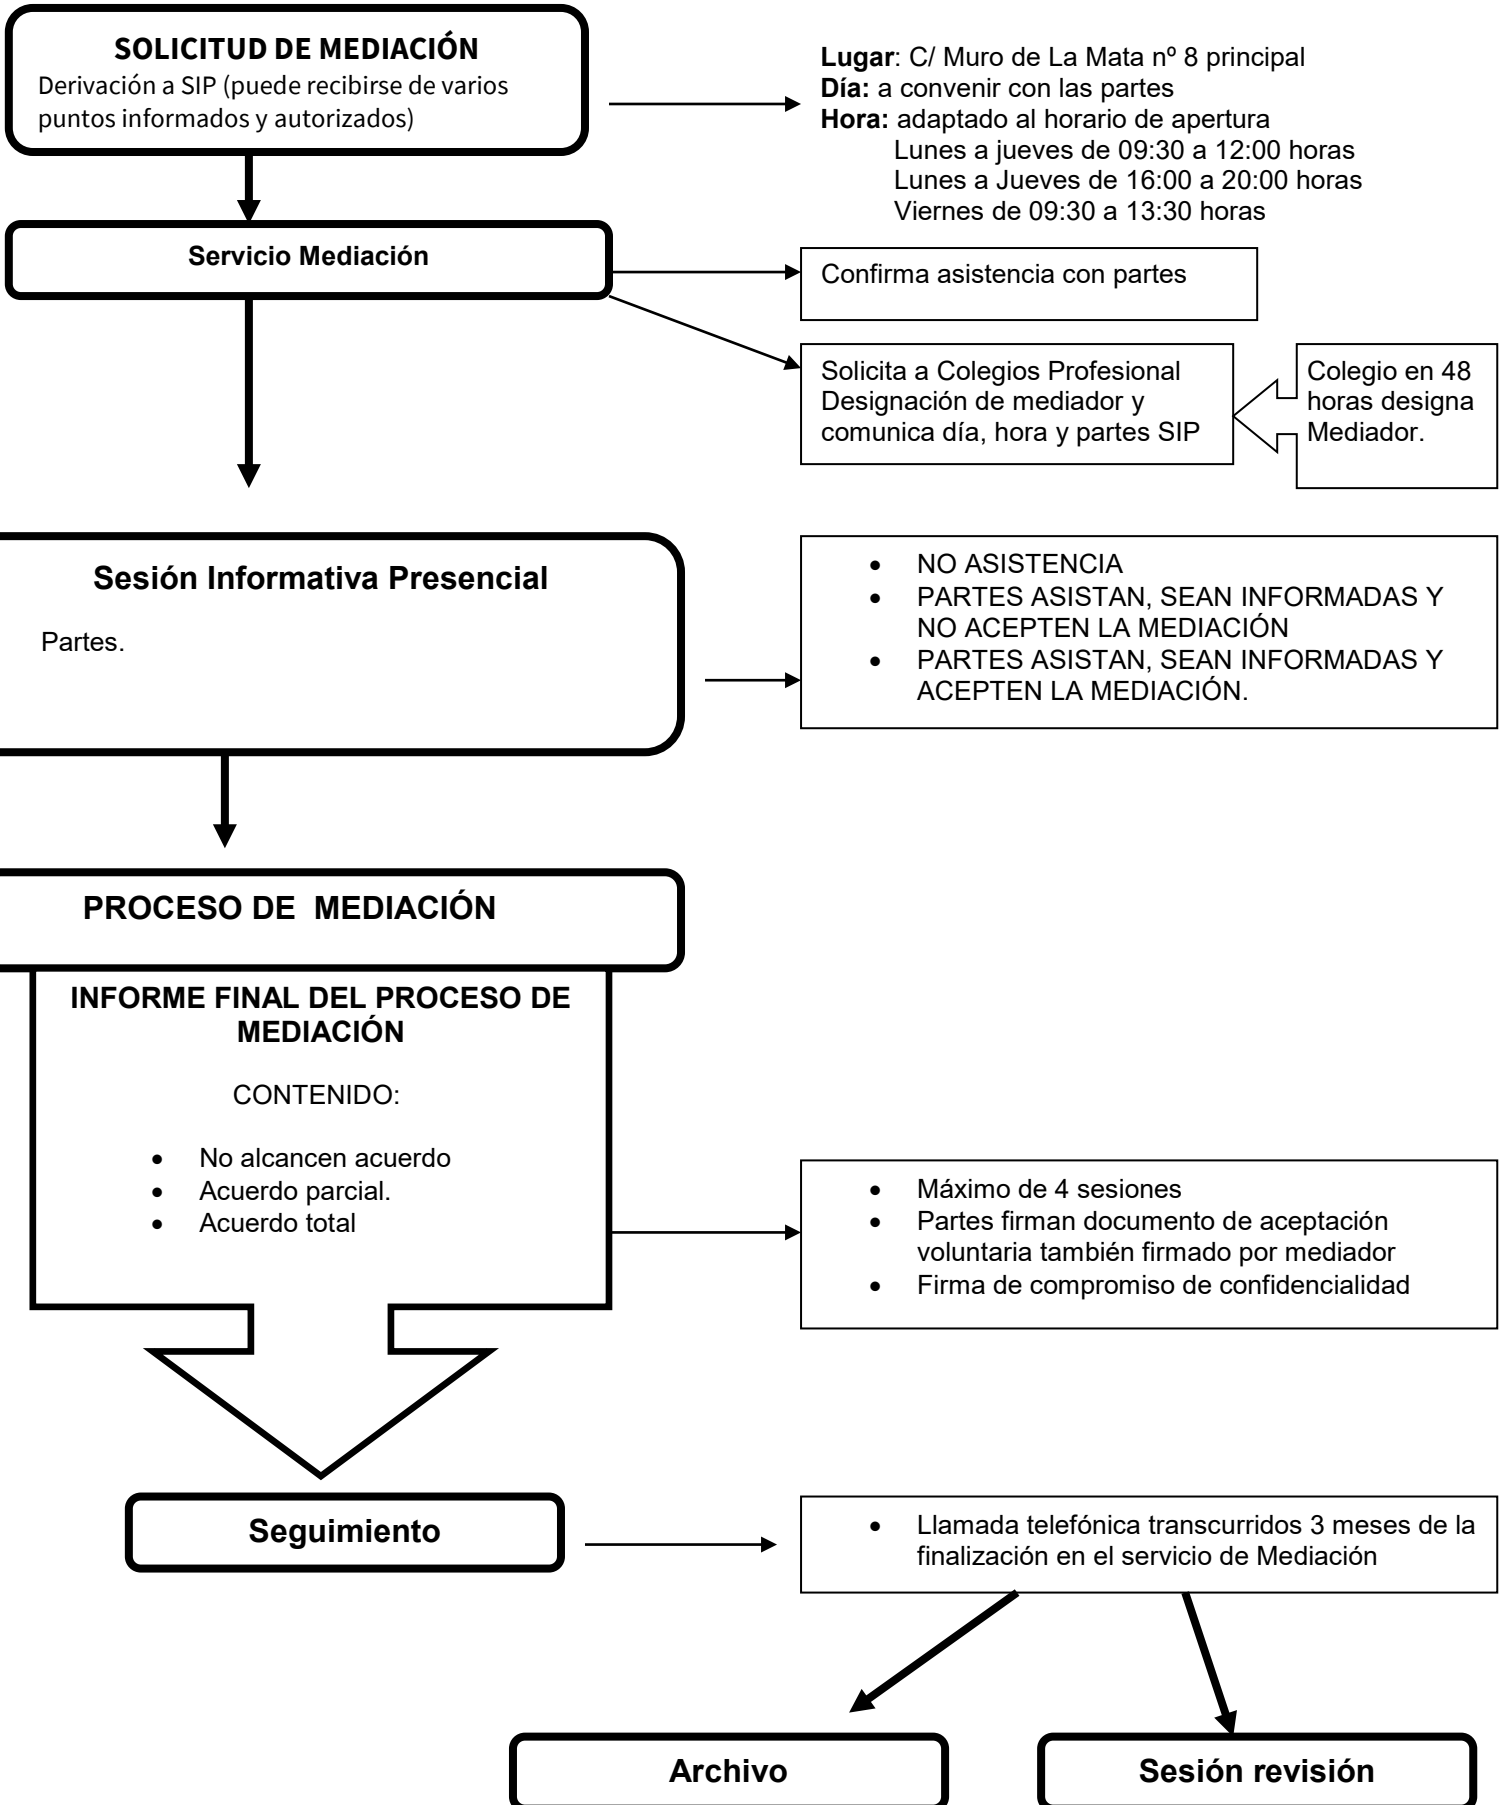 SOLICITUD DE MEDIACIÓN
Derivación a SIP (puede recibirse de varios
puntos informados y autorizados)
Lugar: C/ Muro de La Mata nº 8 principal
Día: a convenir con las partes
Hora: adaptado al horario de apertura
Lunes a jueves de 09:30 a 12:00 horas
Lunes a Jueves de 16:00 a 20:00 horas
Viernes de 09:30 a 13:30 horas
Servicio Mediación
Confirma asistencia con partes
Solicita a Colegios Profesional
Designación de mediador y
comunica día, hora y partes SIP
Colegio en 48
horas designa
Mediador.
Sesión Informativa Presencial
Partes.
• NO ASISTENCIA
• PARTES ASISTAN, SEAN INFORMADAS Y
NO ACEPTEN LA MEDIACIÓN
• PARTES ASISTAN, SEAN INFORMADAS Y
ACEPTEN LA MEDIACIÓN.
PROCESO DE  MEDIACIÓN
INFORME FINAL DEL PROCESO DE
MEDIACIÓN
CONTENIDO:
• No alcancen acuerdo
• Acuerdo parcial.
• Acuerdo total
• Máximo de 4 sesiones
• Partes firman documento de aceptación
voluntaria también firmado por mediador
• Firma de compromiso de confidencialidad
Seguimiento
• Llamada telefónica transcurridos 3 meses de la
finalización en el servicio de Mediación
Archivo
Sesión revisión